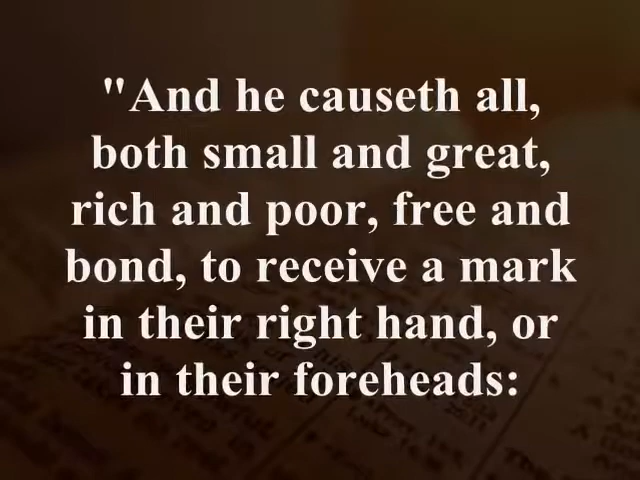 "And he causeth all,
both small and great,
rich and poor, free and
bond, to receive a mark
in their right hand, or
in their foreheads: